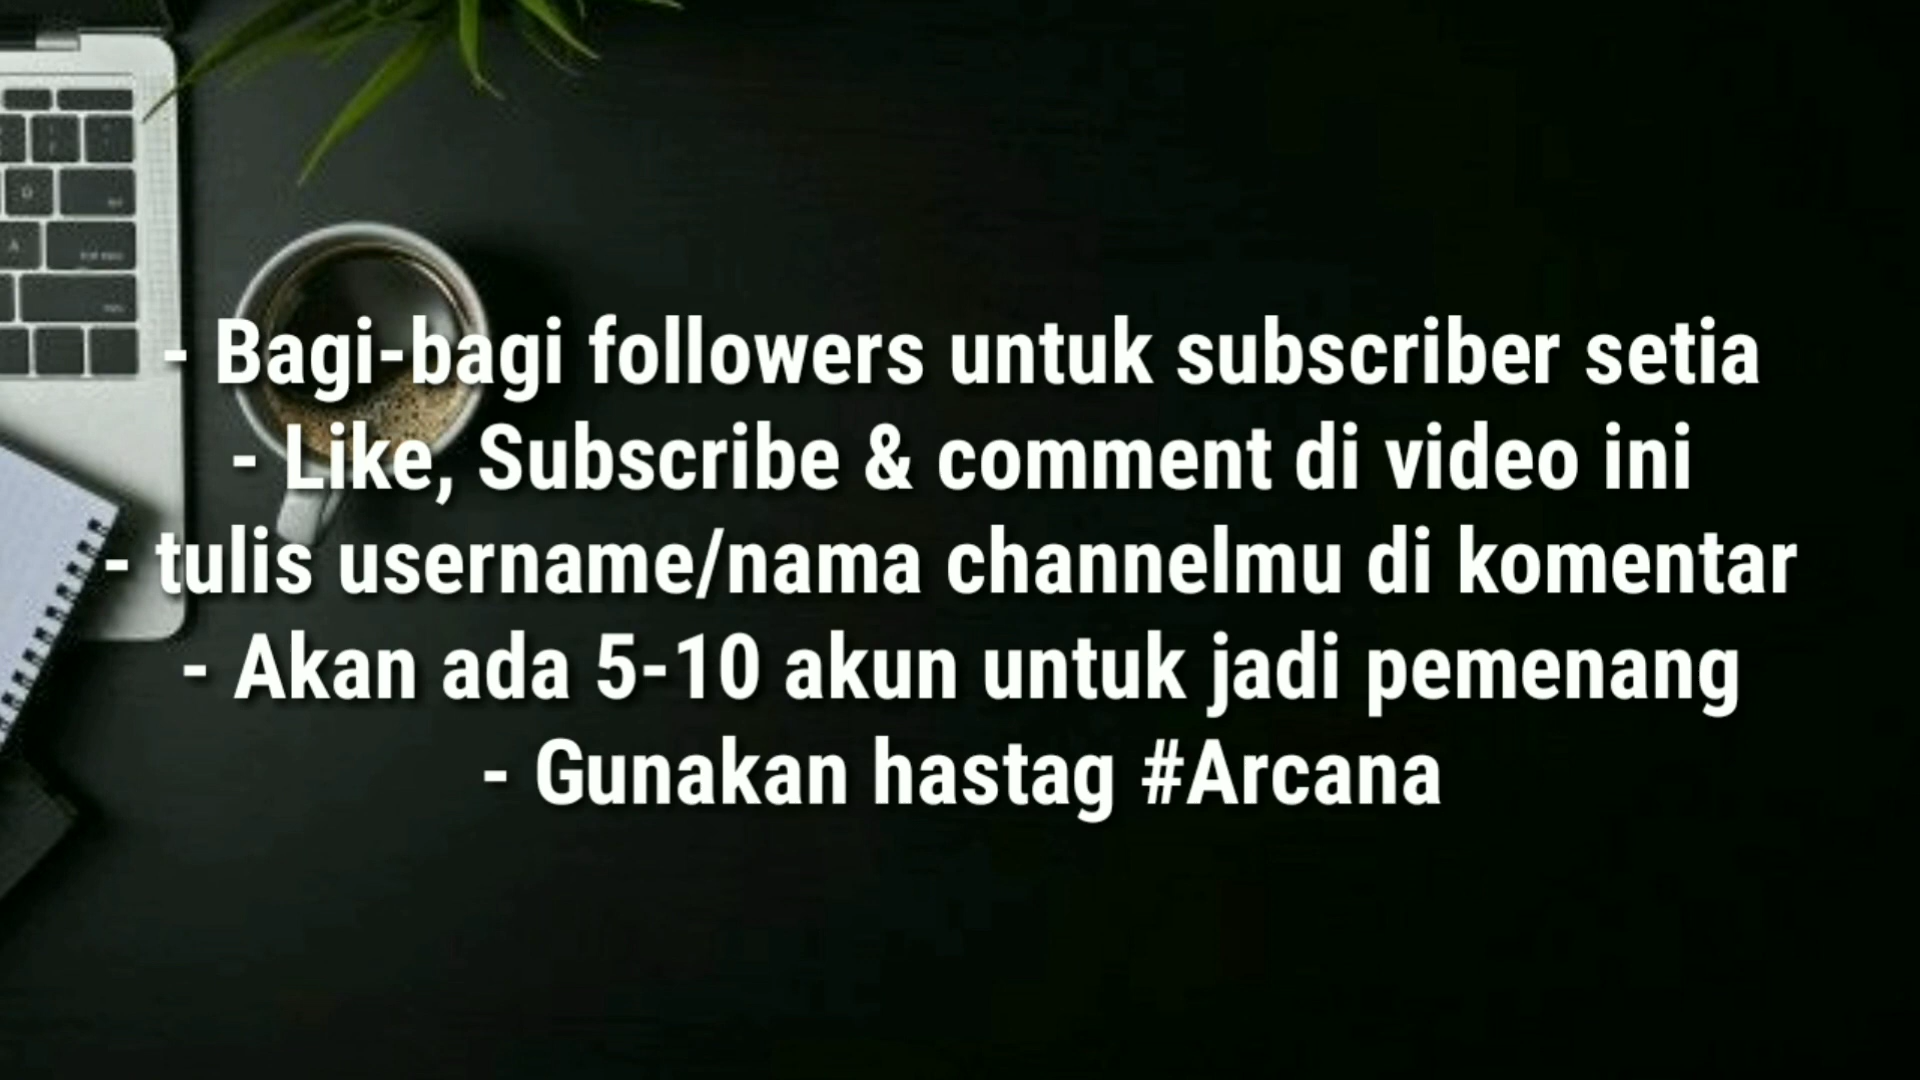 - Bagi-bagi followers untuk subscriber setia
- Like, Subscribe & comment di video ini
- tulis username/nama channelmu di komentar
- Akan ada 5-10 akun untuk jadi pemenang
- Gunakan hastag #Arcana